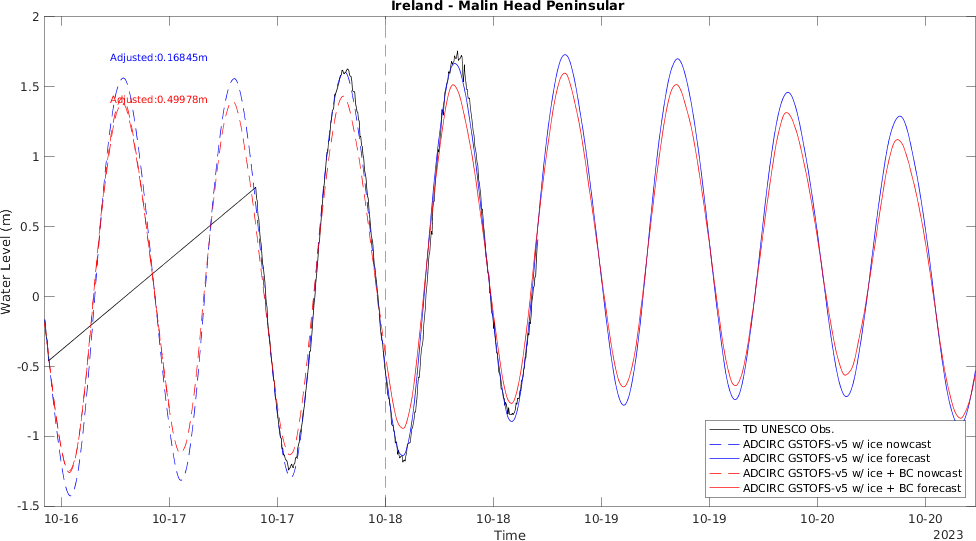 Ireland - Malin Head Peninsular
2
1.5
1
0.5
0
-0.5
-1
-1.5
Water Level (m)
Adjusted:0.16845m
Adjusted:0.49978m
TD UNESCO Obs.
ADCIRC GSTOFS-v5 w/ ice nowcast
ADCIRC GSTOFS-v5 w/ ice forecast
ADCIRC GSTOFS-v5 w/ ice + BC nowcast
ADCIRC GSTOFS-v5 w/ ice + BC forecast
10-16 10-17 10-17 10-18 10-18 10-19 10-19 10-20 10-20
Time
2023